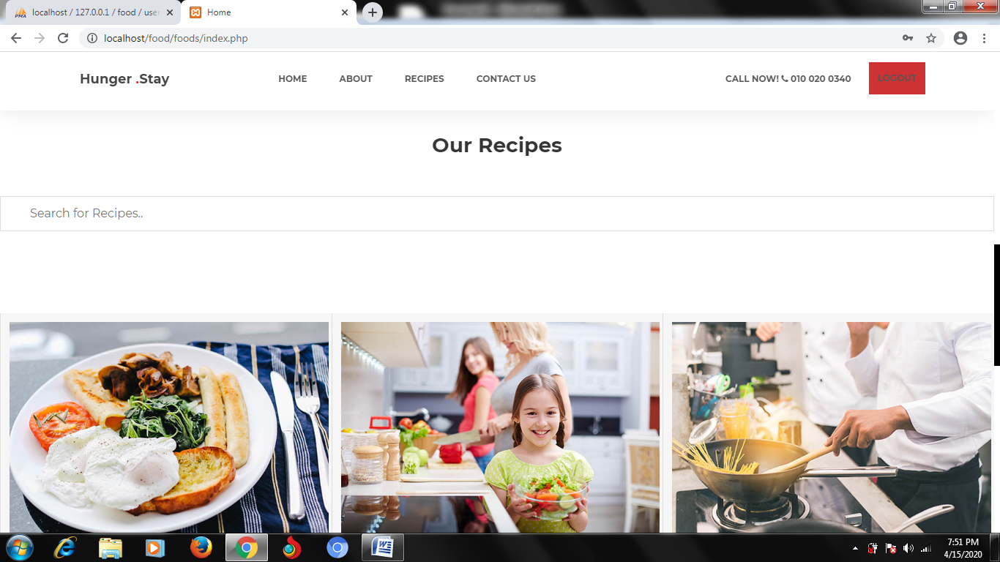 PMA localhost / 127.0.0.1 / food / user
Home
localhost/food/foods/index.php
Hunger .Stay
HOME
ABOUT
RECIPES
CONTACT US
CALL NOW! 010 020 0340
LOGOUT
Our Recipes
Search for Recipes..
7:51 PM
4/15/2020